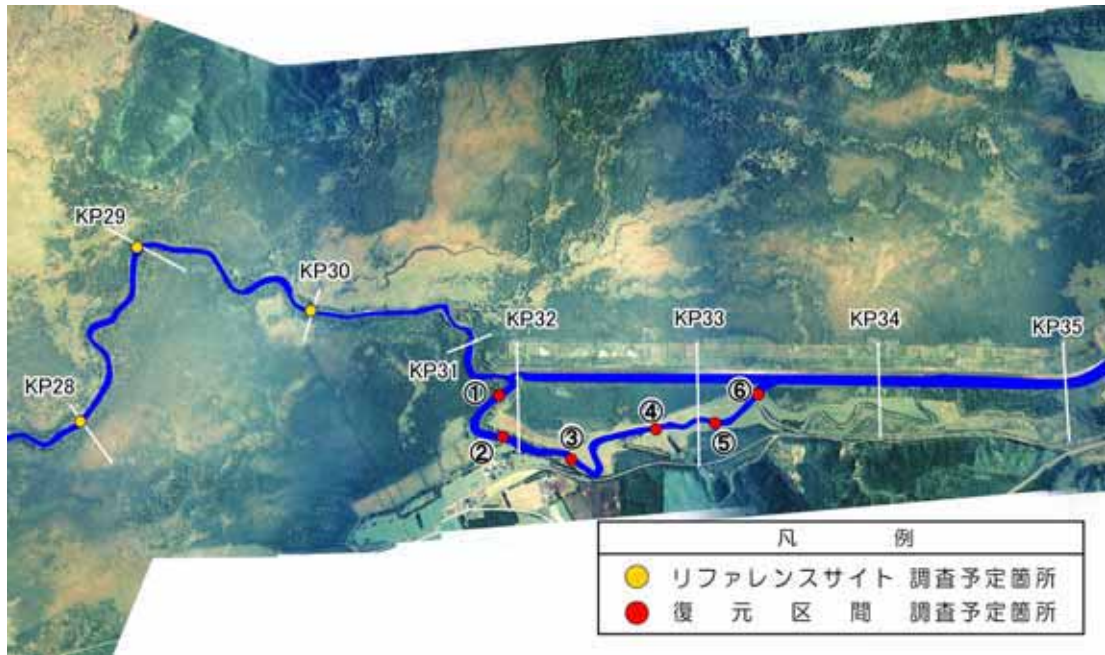 KP29
KP30
KP28
KP31
KP32
KP33
KP34
KP35
①
②
③
④
⑤
⑥
凡 例
リファレンスサイト 調査予定箇所
復 元 区 間 調査予定箇所